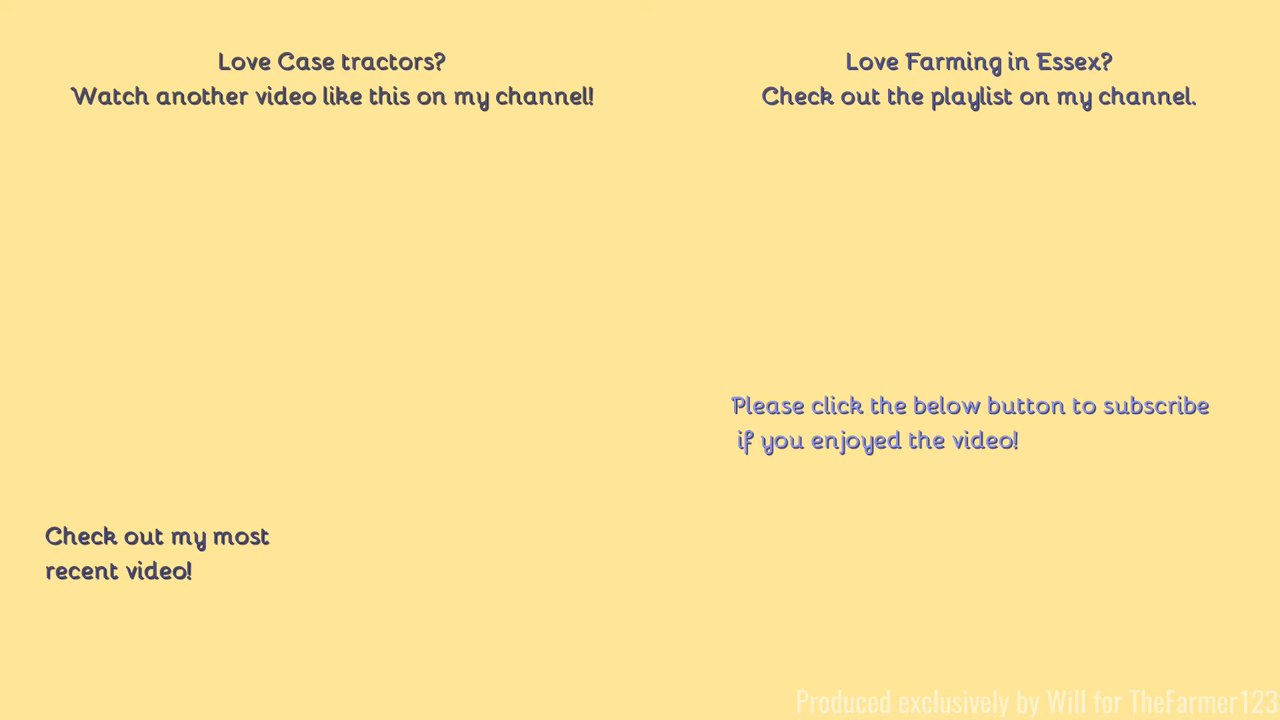 Love Case tractors?
Watch another video like this on my channel!
Love Farming in Essex?
Check out the playlist on my channel.
Please click the below button to subscribe
if you enjoyed the video!
Check out my most
recent video!
Produced exclusively by Will for TheFarmer123